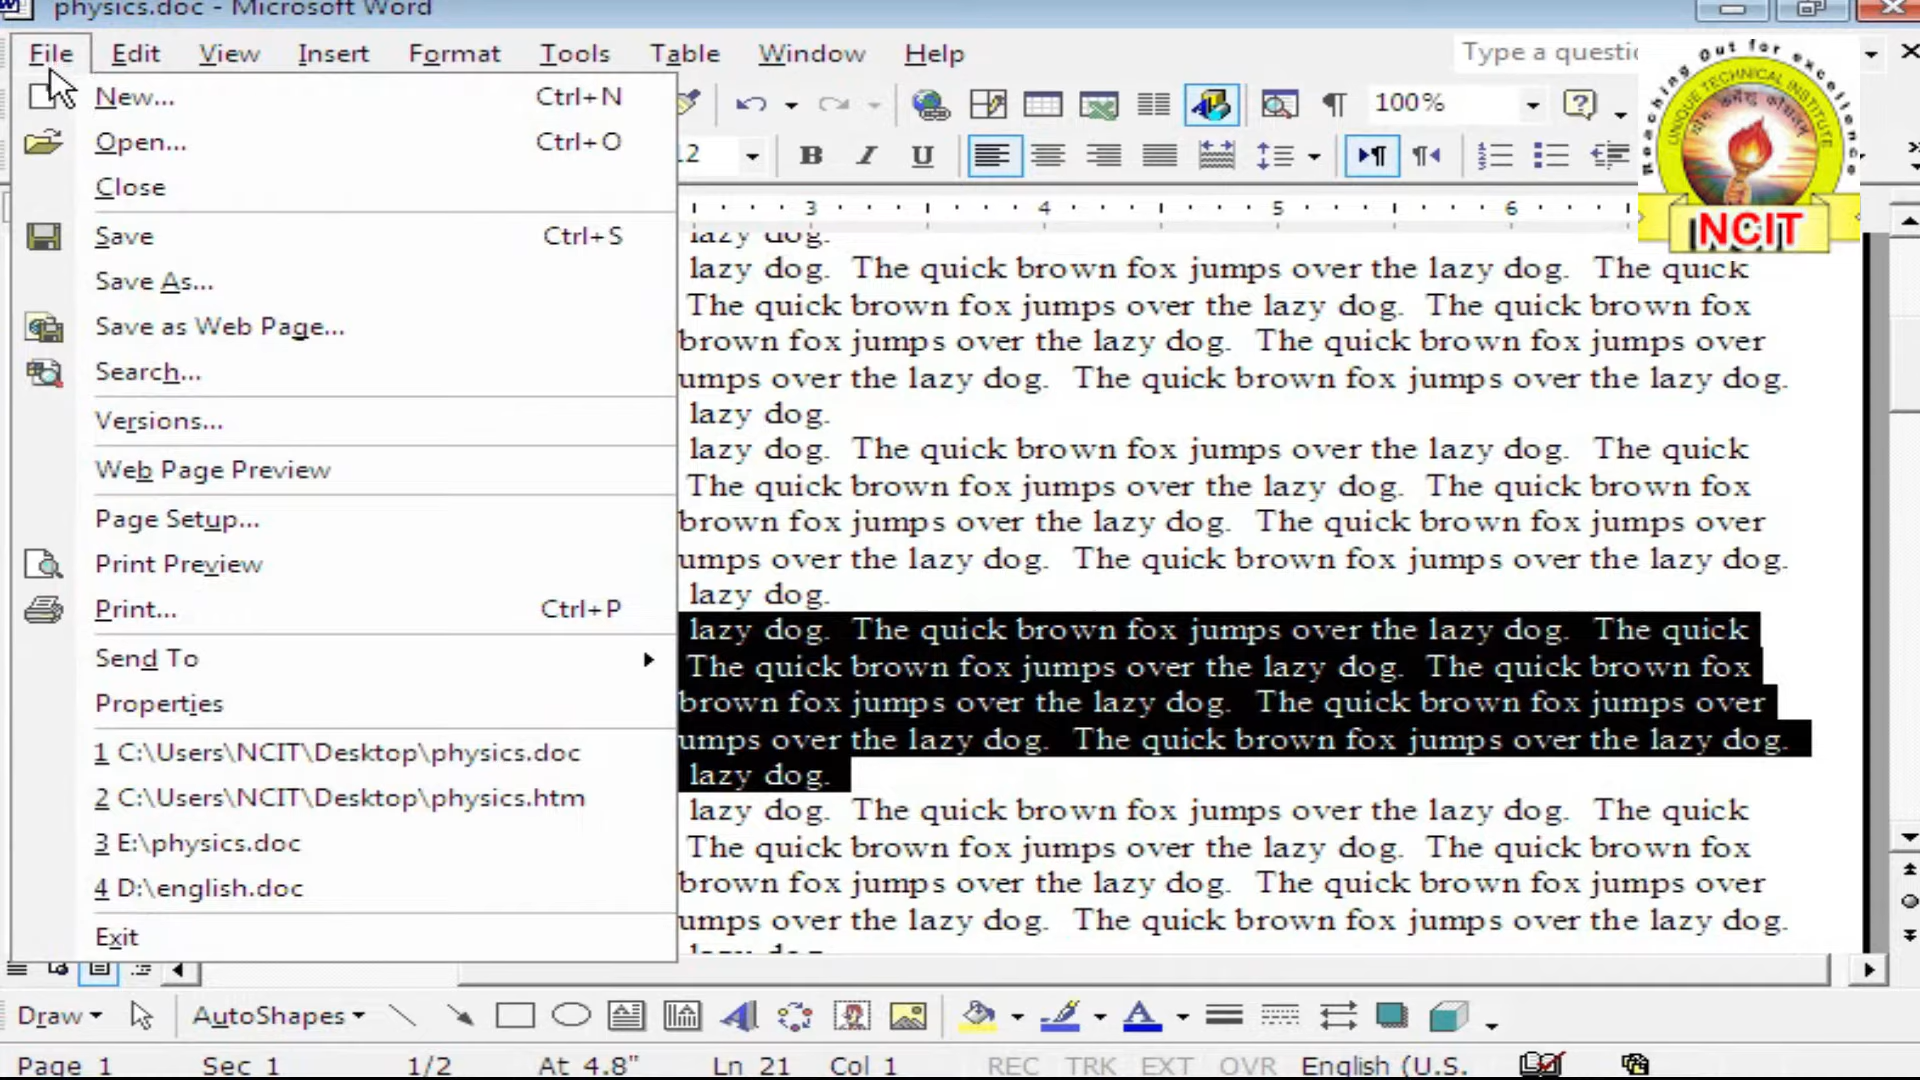 physics.doc - Microsoft Word
File Edit View Insert Format Tools Table Window Help
Type a questio
New... Ctrl+N
Open... Ctrl+O
Close
Save Ctrl+S
Save As...
Save as Web Page...
Search...
Versions...
Web Page Preview
Page Setup...
Print Preview
Print... Ctrl+P
Send To
Properties
1 C:\Users\NCIT\Desktop\physics.doc
2 C:\Users\NCIT\Desktop\physics.htm
3 E:\physics.doc
4 D:\english.doc
Exit
100%
12 B I U
3 4 5 6
Reaching Out for excellence
UNIQUE TECHNICAL INSTITUTE
NCIT
lazy dog.
lazy dog. The quick brown fox jumps over the lazy dog. The quick
The quick brown fox jumps over the lazy dog. The quick brown fox
brown fox jumps over the lazy dog. The quick brown fox jumps over
umps over the lazy dog. The quick brown fox jumps over the lazy dog.
lazy dog.
lazy dog. The quick brown fox jumps over the lazy dog. The quick
The quick brown fox jumps over the lazy dog. The quick brown fox
brown fox jumps over the lazy dog. The quick brown fox jumps over
umps over the lazy dog. The quick brown fox jumps over the lazy dog.
lazy dog.
lazy dog. The quick brown fox jumps over the lazy dog. The quick
The quick brown fox jumps over the lazy dog. The quick brown fox
brown fox jumps over the lazy dog. The quick brown fox jumps over
umps over the lazy dog. The quick brown fox jumps over the lazy dog.
lazy dog.
lazy dog. The quick brown fox jumps over the lazy dog. The quick
The quick brown fox jumps over the lazy dog. The quick brown fox
brown fox jumps over the lazy dog. The quick brown fox jumps over
umps over the lazy dog. The quick brown fox jumps over the lazy dog.
Draw AutoShapes
Page 1 Sec 1 1/2 At 4.8" Ln 21 Col 1 REC TRK EXT OVR English (U.S.